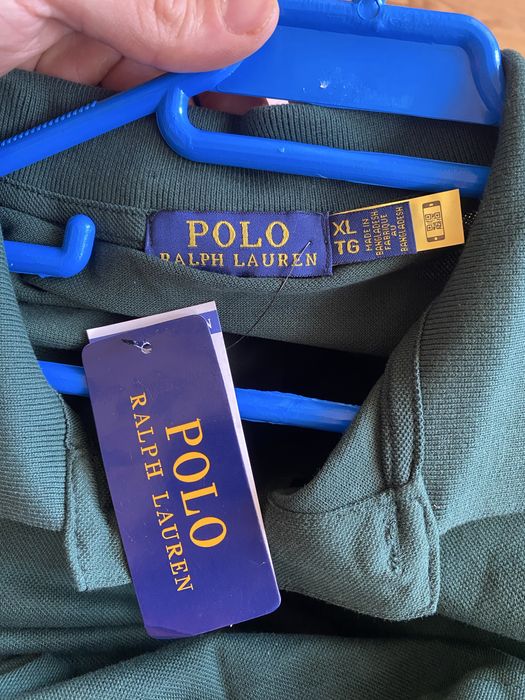 POLO
RALPH LAUREN
XL
TG
MADE IN
BANGLADESH
FABRIQUÉ
AU
BANGLADESH
POLO
RALPH LAUREN
N